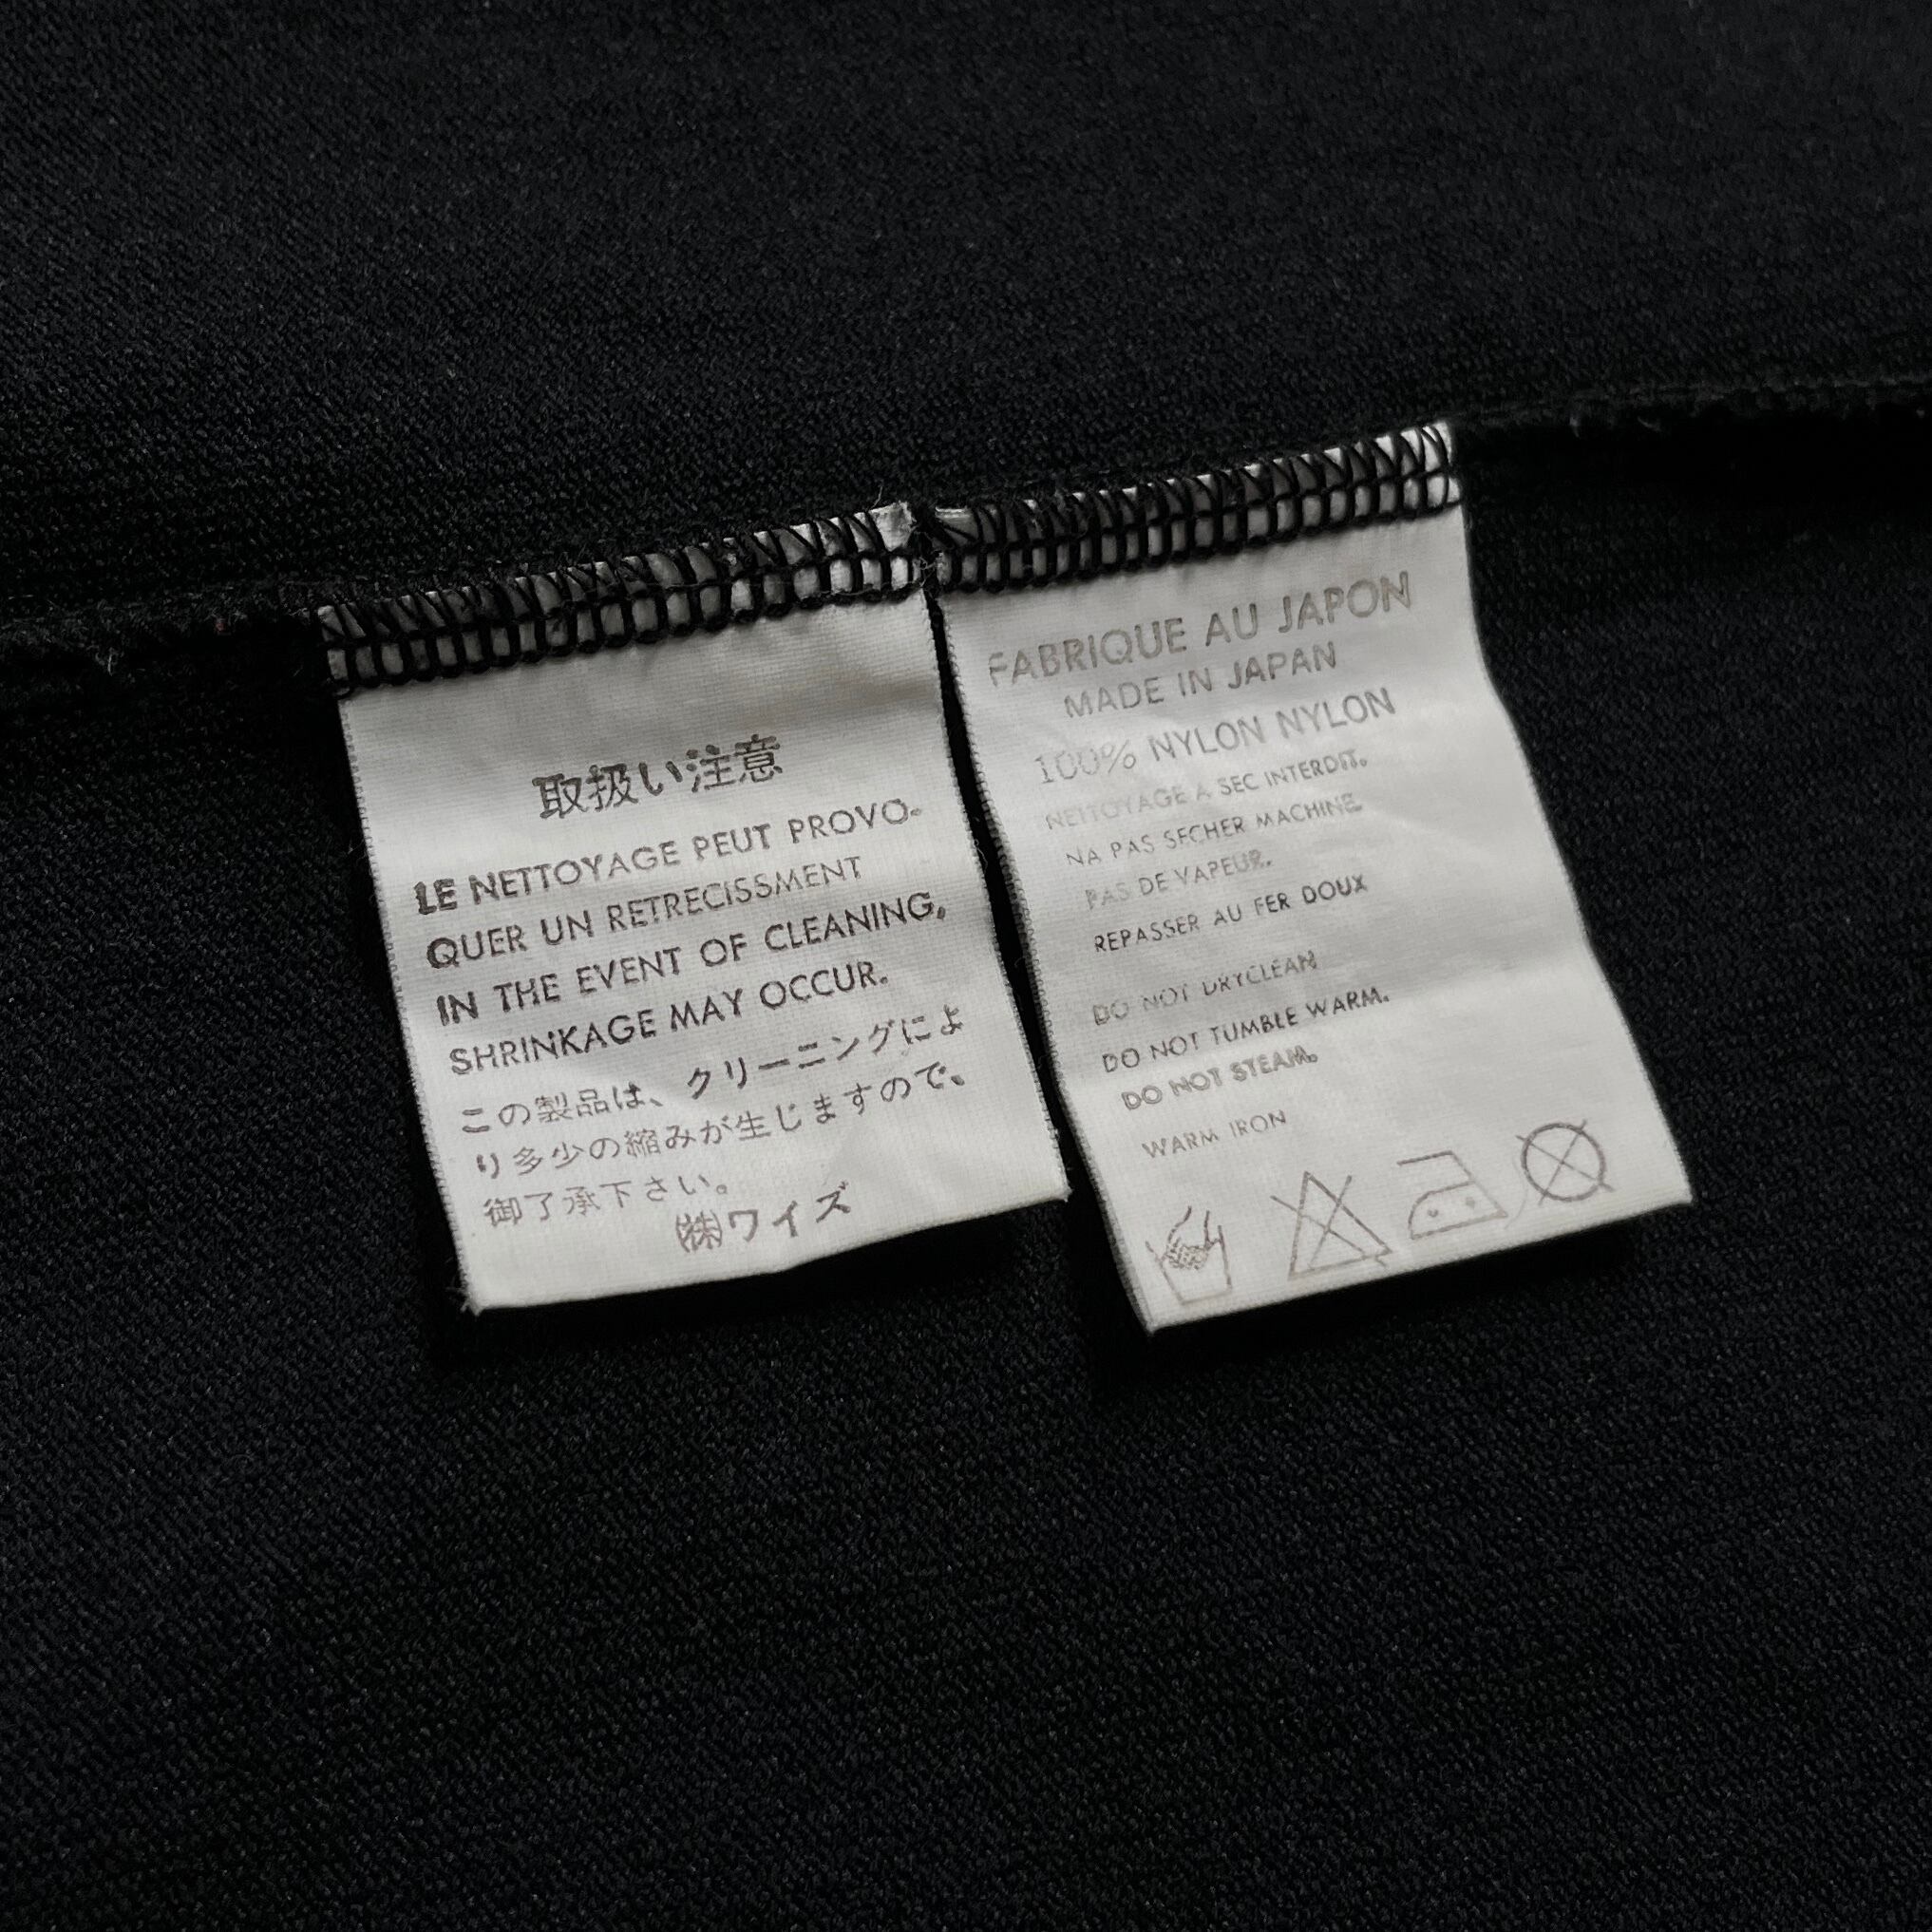 取扱い注意
LE NETTOYAGE PEUT PROVO-
QUER UN RETRECISSMENT
IN THE EVENT OF CLEANING,
SHRINKAGE MAY OCCUR.
この製品は、クリーニングによ
り多少の縮みが生じますので、
御了承下さい。
㈱ワイズ
FABRIQUE AU JAPON
MADE IN JAPAN
100% NYLON NYLON
NETTOYAGE A SEC INTERDIT.
NA PAS SECHER MACHINE
PAS DE VAPEUR.
REPASSER AU FER DOUX
DO NOT DRYCLEAN
DO NOT TUMBLE WARM.
DO NOT STEAM.
WARM IRON